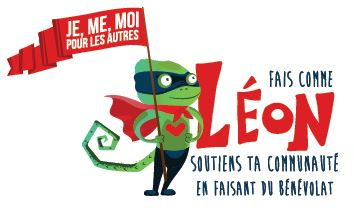 JE, ME, MOI
POUR LES AUTRES
FAIS COMME
LÉON
SOUTIENS TA COMMUNAUTÉ
EN FAISANT DU BÉNÉVOLAT